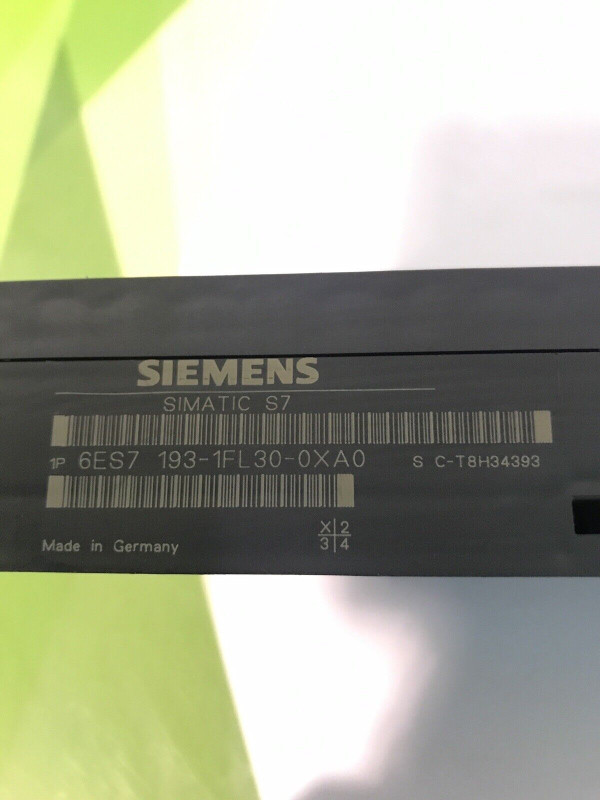 SIEMENS
SIMATIC S7
1P 6ES7 193-1FL30-0XA0 S C-T8H34393
X 2
Made in Germany 3 4